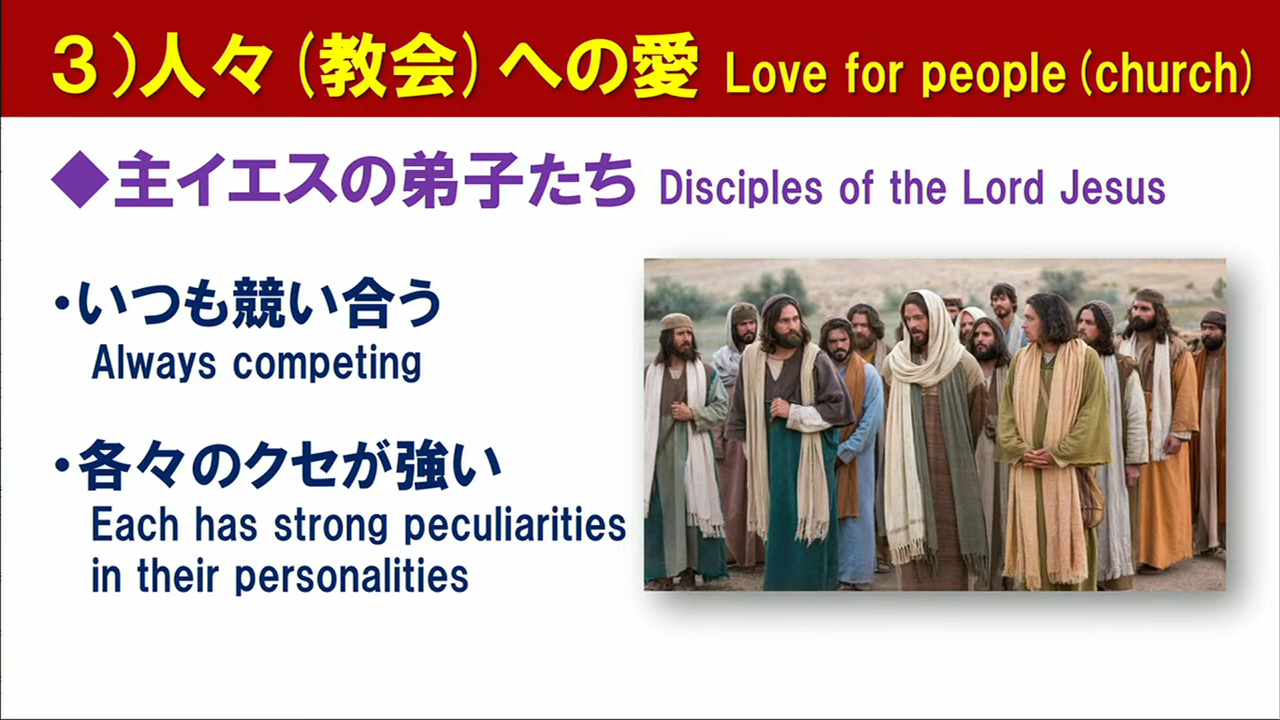 ３）人々（教会）への愛 Love for people (church)
◆主イエスの弟子たち Disciples of the Lord Jesus
・いつも競い合う
Always competing
・各々のクセが強い
Each has strong peculiarities
in their personalities